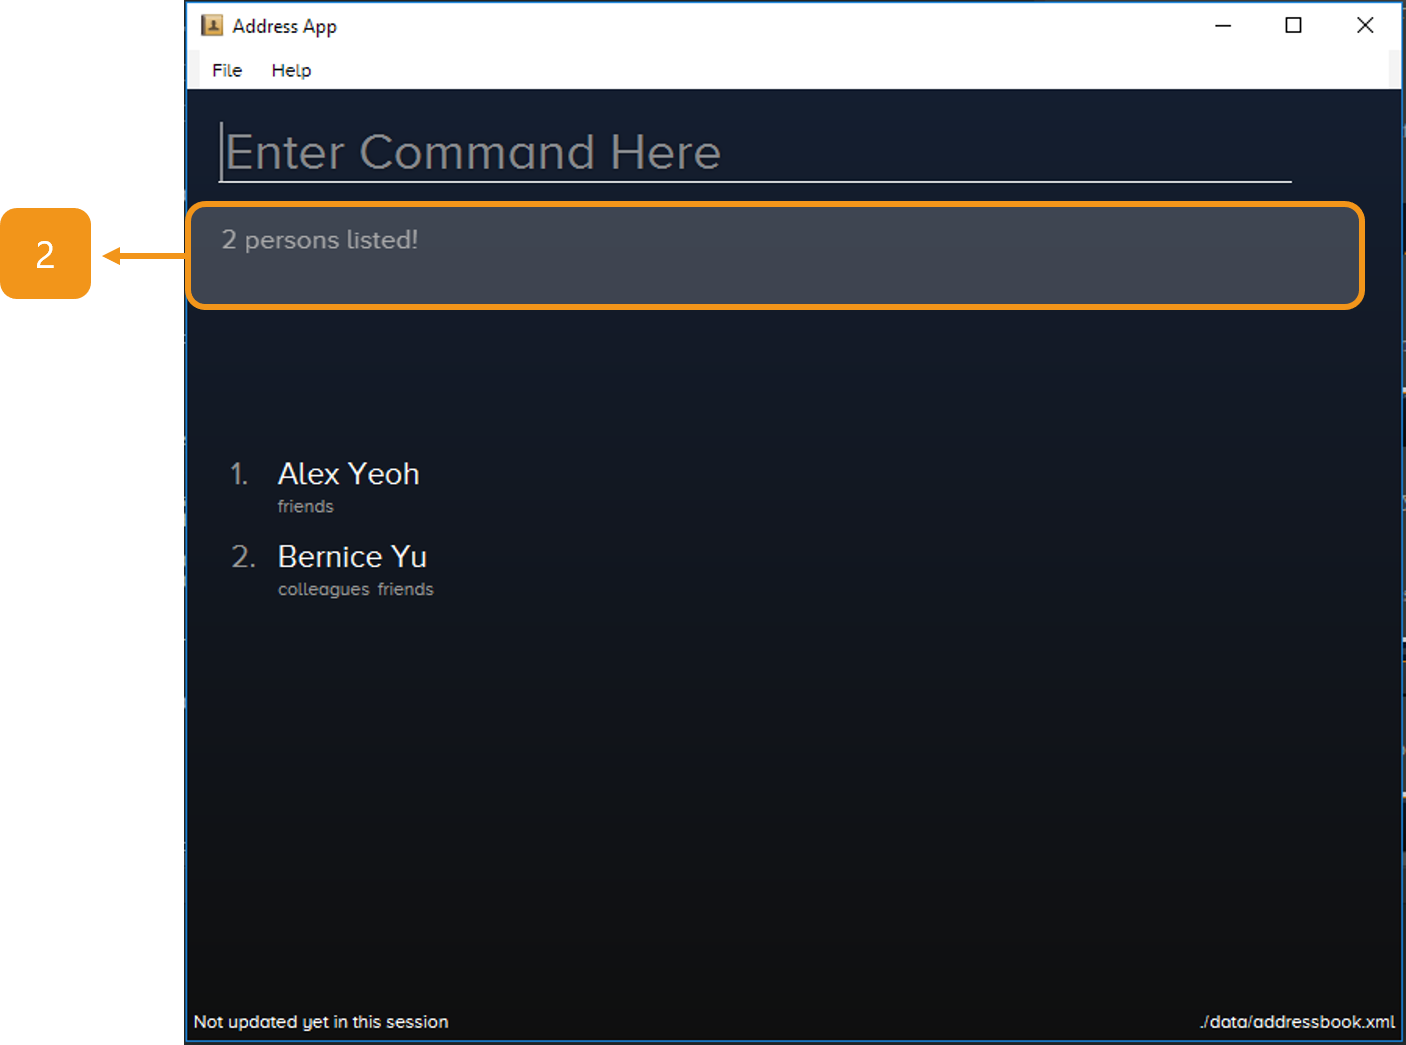 Address App
File Help
Enter Command Here
2
2 persons listed!
1. Alex Yeoh
friends
2. Bernice Yu
colleagues friends
Not updated yet in this session
./data/addressbook.xml